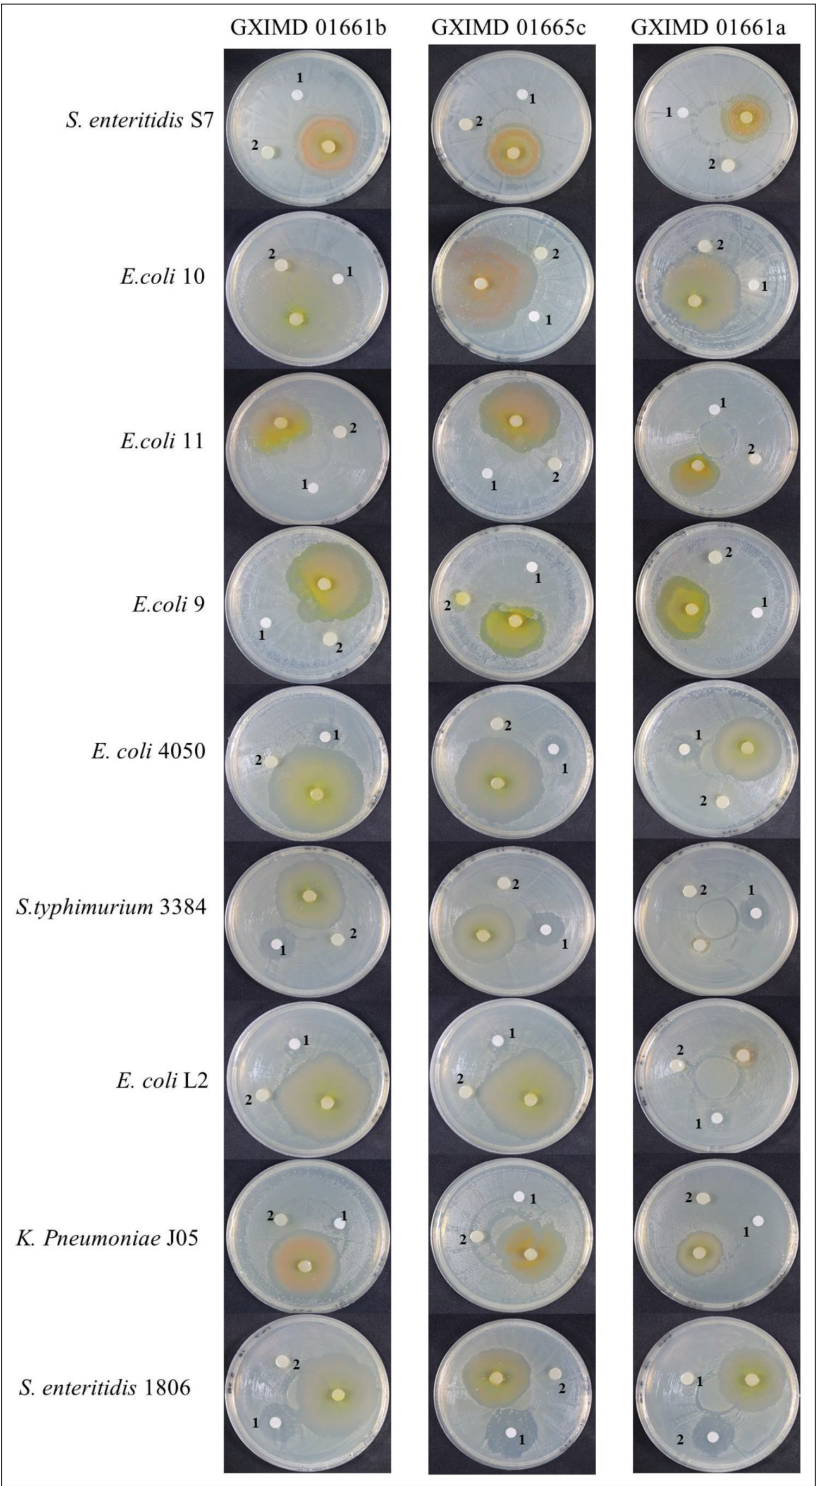 GXIMD 01661b GXIMD 01665c GXIMD 01661a
S. enteritidis S7
1 2
1 2
1 2
E.coli 10
2 1
2 1
2 1
E.coli 11
2 1
1 2
1 2
E.coli 9
1 2
1 2
2 1
E. coli 4050
1 2
2 1
1 2
S.typhimurium 3384
2 1
2 1
2 1
E. coli L2
1 2
1 2
2 1
K. Pneumoniae J05
2 1
1 2
2 1
S. enteritidis 1806
2 1
2 1
1 2